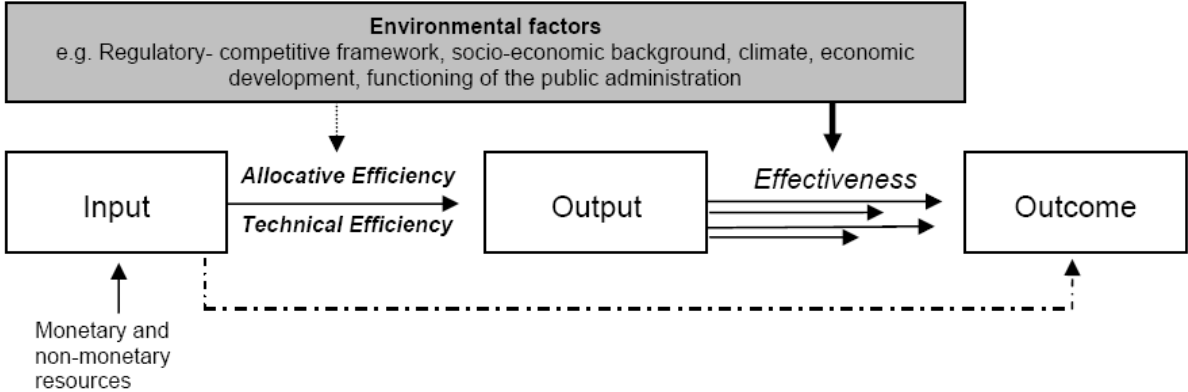 Environmental factors
e.g. Regulatory- competitive framework, socio-economic background, climate, economic
development, functioning of the public administration
Input
Allocative Efficiency
Technical Efficiency
Output
Effectiveness
Outcome
Monetary and
non-monetary
resources